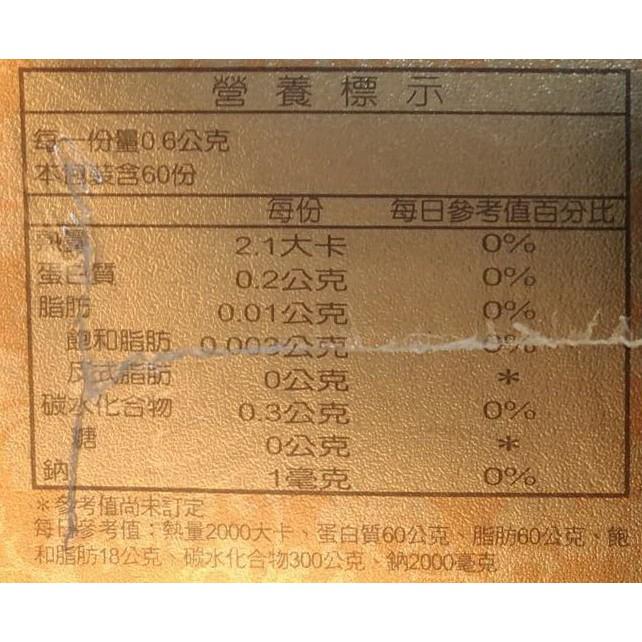 營養標示
每一份量0.6公克
本包裝含60份
每份 每日參考值百分比
熱量 2.1大卡 0%
蛋白質 0.2公克 0%
脂肪 0.01公克 0%
飽和脂肪 0.002公克 0%
反式脂肪 0公克 *
碳水化合物 0.3公克 0%
糖 0公克 *
鈉 1毫克 0%
*參考值尚未訂定
每日參考值：熱量2000大卡、蛋白質60公克、脂肪60公克、飽
和脂肪18公克、碳水化合物300公克、鈉2000毫克